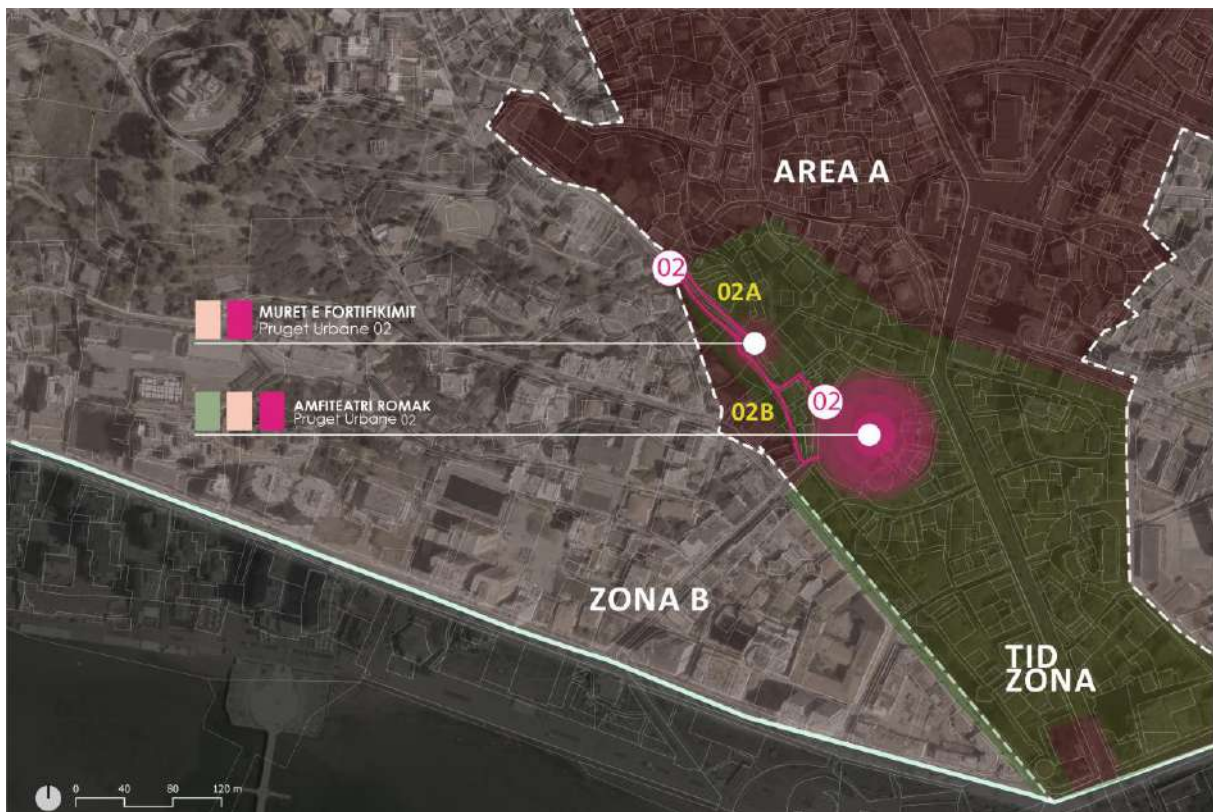 AREA A
02
02A
MURET E FORTIFIKIMIT
Pruget Urbane 02
02
AMFITEATRI ROMAK
Pruget Urbane 02
02B
ZONA B
TID
ZONA
0 40 80 120 m